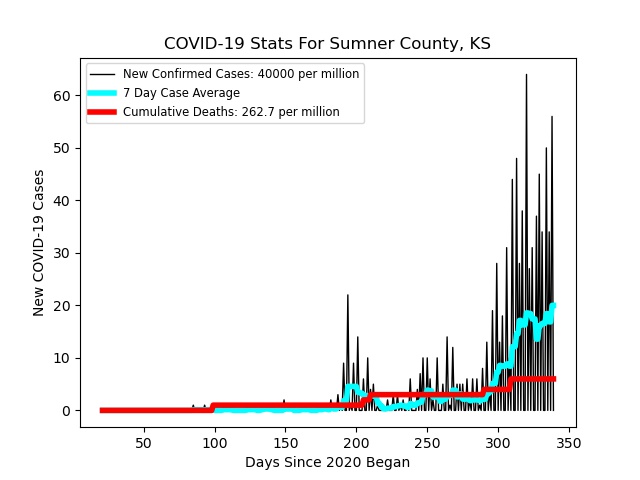 COVID-19 Stats For Sumner County, KS
New Confirmed Cases: 40000 per million
7 Day Case Average
Cumulative Deaths: 262.7 per million
New COVID-19 Cases
60
50
40
30
20
10
0
50 100 150 200 250 300 350
Days Since 2020 Began